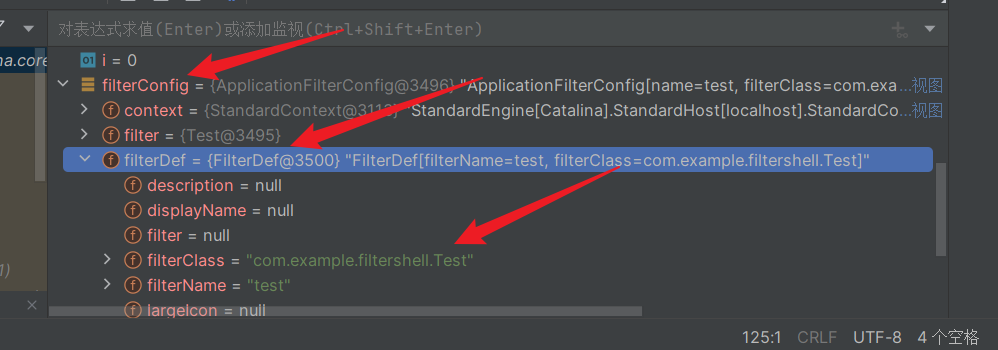 对表达式求值(Enter)或添加监视(Ctrl+Shift+Enter)
na.core
01 i = 0
filterConfig = {ApplicationFilterConfig@3496} "ApplicationFilterConfig[name=test, filterClass=com.exa...视图
f context = {StandardContext@3113} "StandardEngine[Catalina].StandardHost[localhost].StandardCo...视图
f filter = {Test@3495}
f filterDef = {FilterDef@3500} "FilterDef[filterName=test, filterClass=com.example.filtershell.Test]"
f description = null
f displayName = null
f filter = null
f filterClass = "com.example.filtershell.Test"
1)
f filterName = "test"
f largeIcon = null
125:1 CRLF UTF-8 4 个空格